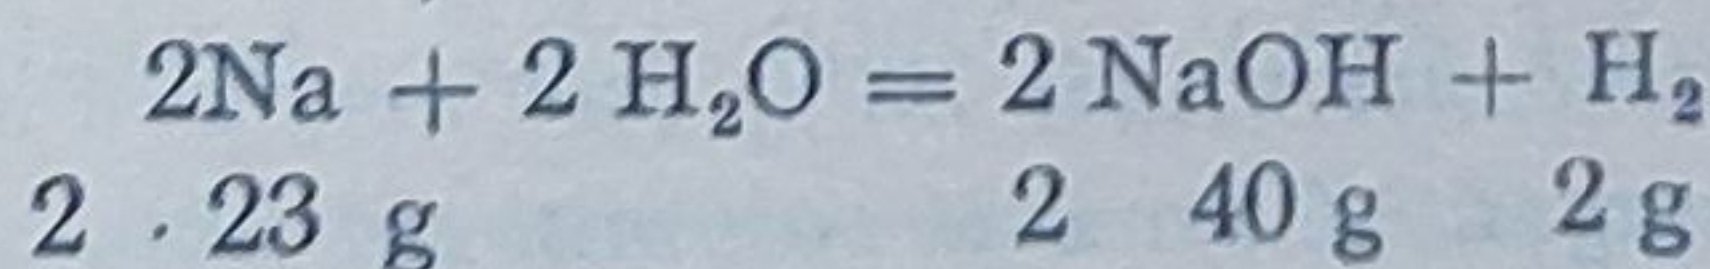 2Na + 2 H₂O = 2 NaOH + H₂
2 · 23 g 2 40 g 2 g